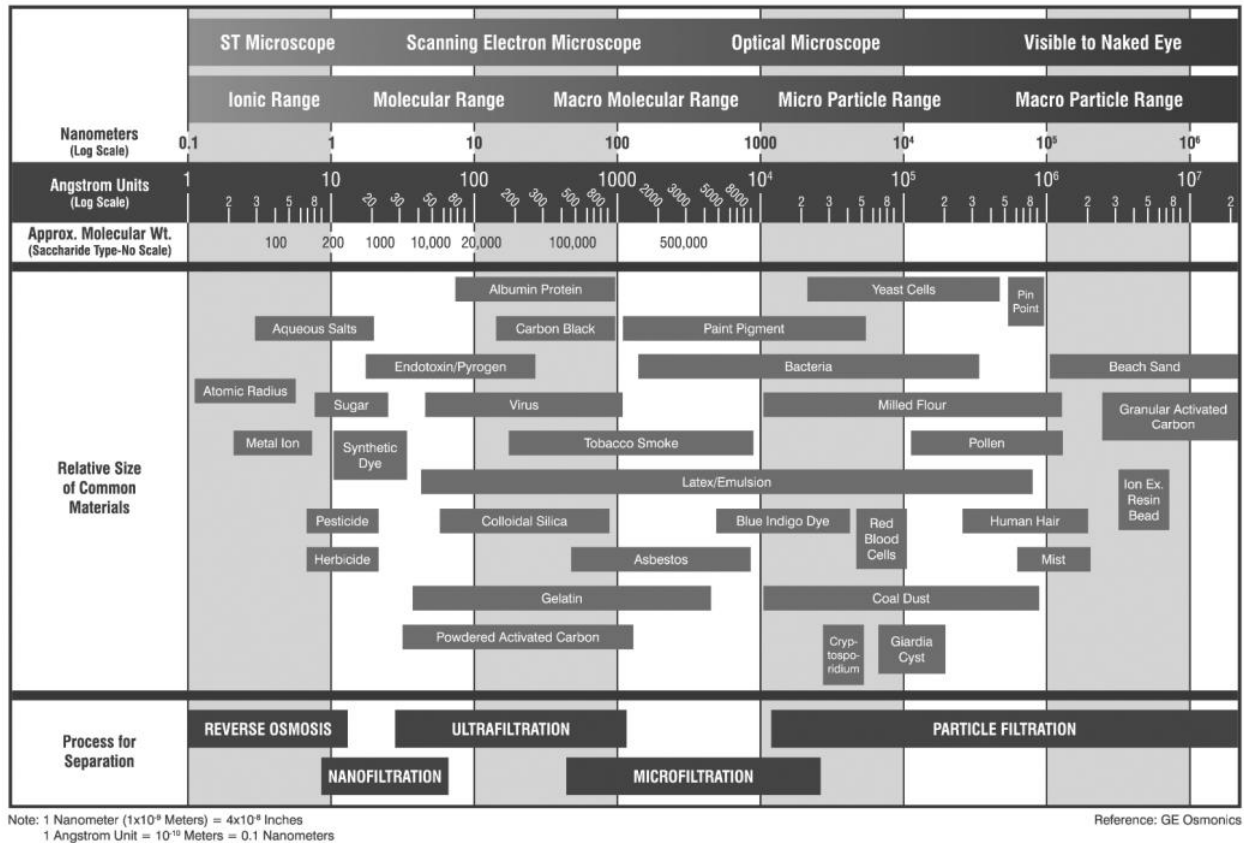 ST Microscope Scanning Electron Microscope Optical Microscope Visible to Naked Eye
Ionic Range Molecular Range Macro Molecular Range Micro Particle Range Macro Particle Range
Nanometers
(Log Scale)
0.1 1 10 100 1000 10⁴ 10⁵ 10⁶
Angstrom Units
(Log Scale)
1 10 100 1000 10⁴ 10⁵ 10⁶ 10⁷
2 3 5 8 20 30 50 80 200 300 500 800 2000 3000 5000 8000 2 3 5 8 2 3 5 8 2 3 5 8 2
Approx. Molecular Wt.
(Saccharide Type-No Scale)
100 200 1000 10,000 20,000 100,000 500,000
Relative Size
of Common
Materials
Albumin Protein
Yeast Cells
Pin
Point
Aqueous Salts
Carbon Black
Paint Pigment
Endotoxin/Pyrogen
Bacteria
Beach Sand
Atomic Radius
Sugar
Virus
Milled Flour
Granular Activated
Carbon
Metal Ion
Synthetic
Dye
Tobacco Smoke
Pollen
Latex/Emulsion
Ion Ex.
Resin
Bead
Pesticide
Colloidal Silica
Blue Indigo Dye
Red
Blood
Cells
Human Hair
Herbicide
Asbestos
Mist
Gelatin
Coal Dust
Powdered Activated Carbon
Cryp-
tospo-
ridium
Giardia
Cyst
Process for
Separation
REVERSE OSMOSIS ULTRAFILTRATION PARTICLE FILTRATION
NANOFILTRATION MICROFILTRATION
Note: 1 Nanometer (1x10⁻⁹ Meters) = 4x10⁻⁸ Inches
1 Angstrom Unit = 10⁻¹⁰ Meters = 0.1 Nanometers
Reference: GE Osmonics